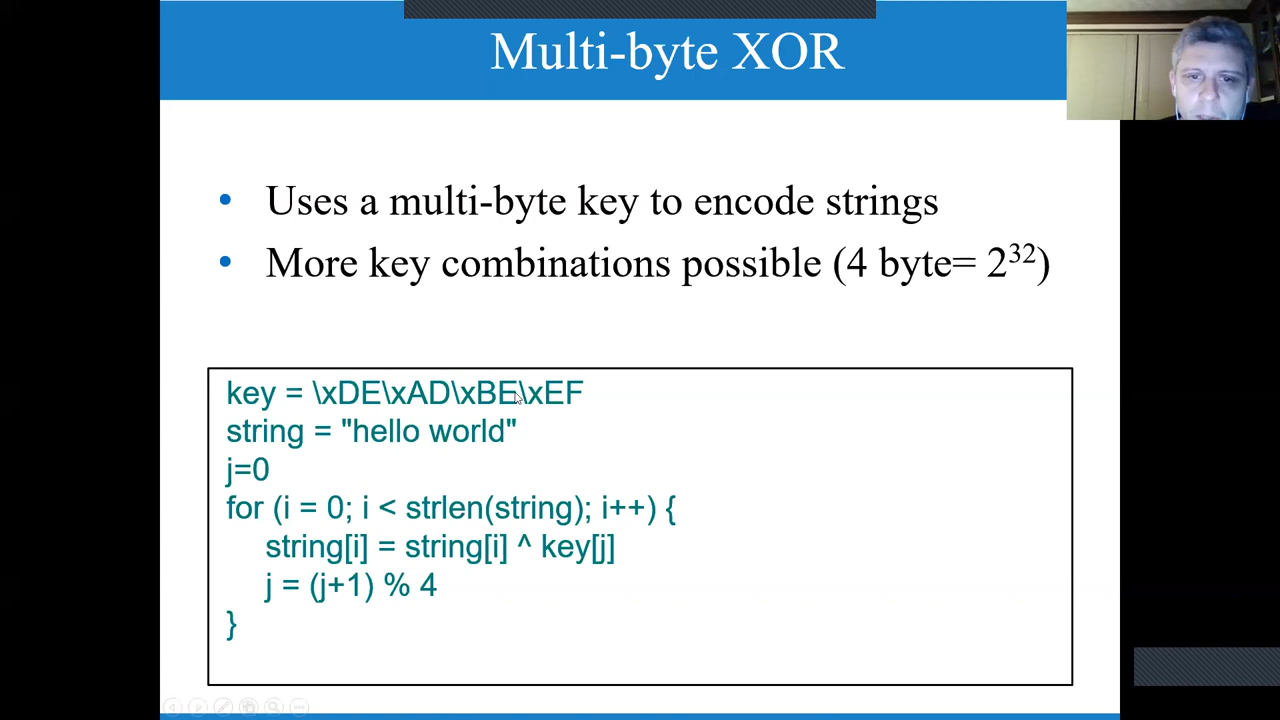 Multi-byte XOR
• Uses a multi-byte key to encode strings
• More key combinations possible (4 byte= 2³²)
key = \xDE\xAD\xBE\xEF
string = "hello world"
j=0
for (i = 0; i < strlen(string); i++) {
string[i] = string[i] ^ key[j]
j = (j+1) % 4
}